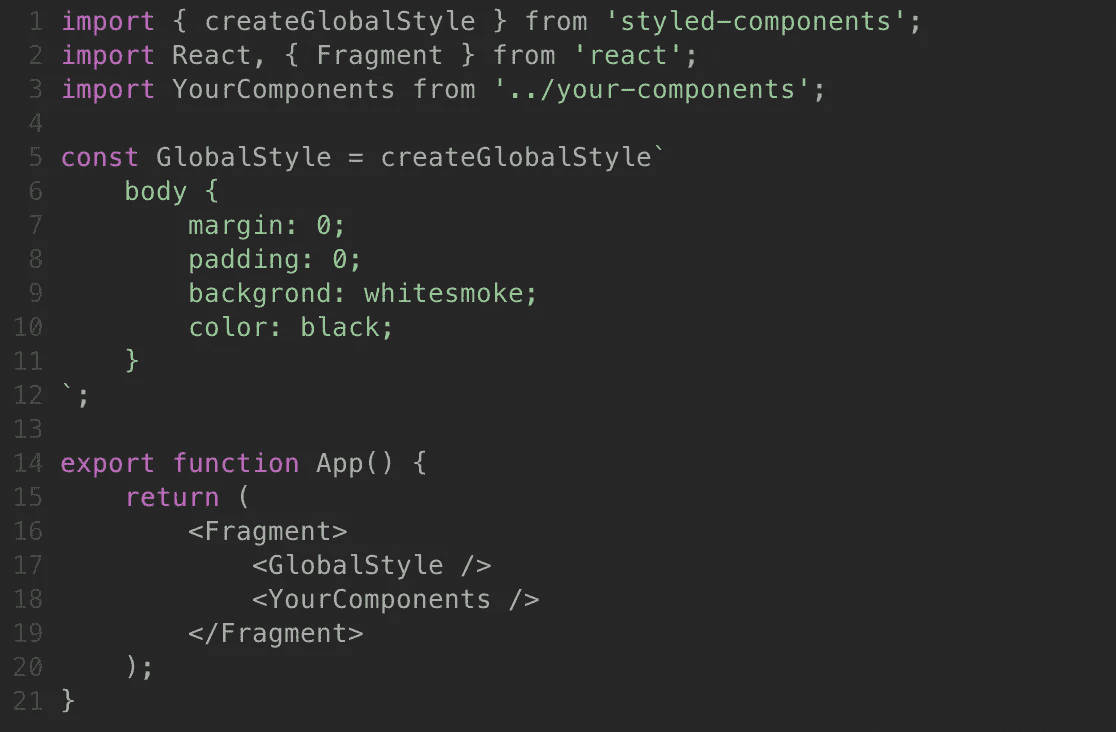 1 import { createGlobalStyle } from 'styled-components';
2 import React, { Fragment } from 'react';
3 import YourComponents from '../your-components';
4
5 const GlobalStyle = createGlobalStyle`
6     body {
7         margin: 0;
8         padding: 0;
9         backgrond: whitesmoke;
10         color: black;
11     }
12 `;
13
14 export function App() {
15     return (
16         <Fragment>
17             <GlobalStyle />
18             <YourComponents />
19         </Fragment>
20     );
21 }